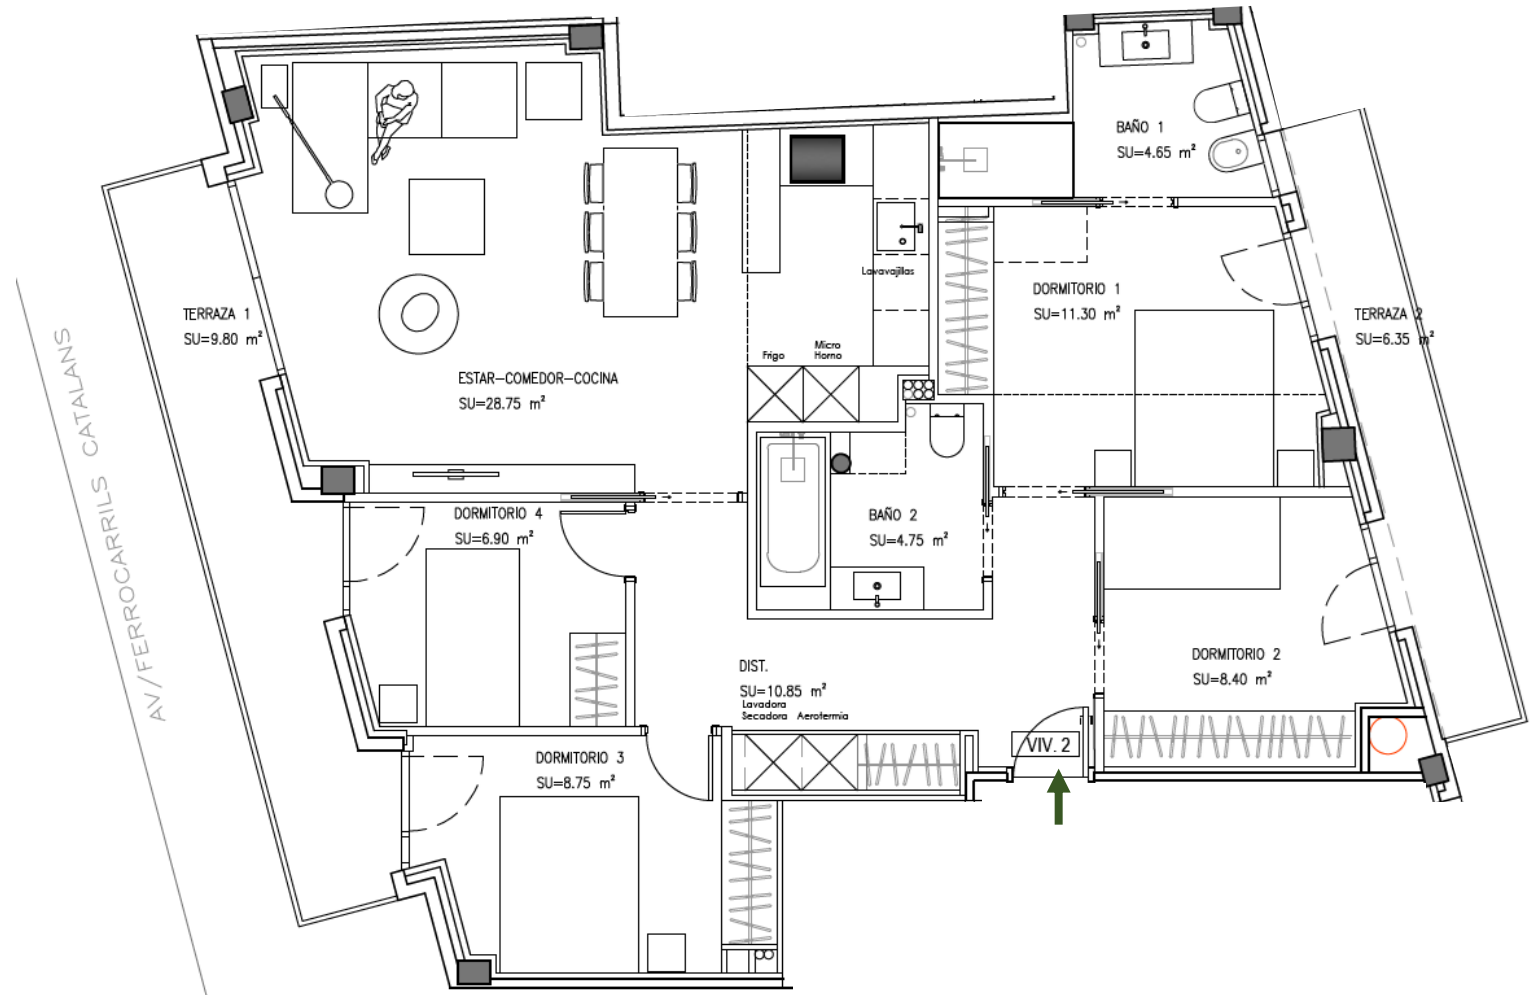 BAÑO 1
SU=4.65 m²
Lavavajillas
DORMITORIO 1
SU=11.30 m²
TERRAZA 1
SU=9.80 m²
TERRAZA 2
SU=6.35 m²
AV/FERROCARRILS CATALANS
Frigo
Micro
Horno
ESTAR-COMEDOR-COCINA
SU=28.75 m²
DORMITORIO 4
SU=6.90 m²
BAÑO 2
SU=4.75 m²
DIST.
SU=10.85 m²
Lavadora
Secadora Aerotermia
DORMITORIO 2
SU=8.40 m²
VIV. 2
DORMITORIO 3
SU=8.75 m²